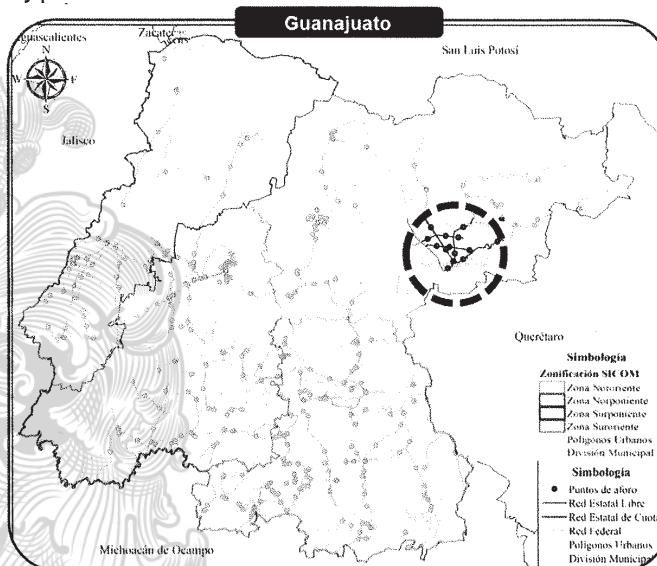 Guanajuato
Zacatecas
San Luis Potosí
N
W
S
Jalisco
Querétaro
Simbología
Zonificación SICOM
Zona Nororiente
Zona Norponiente
Zona Surponiente
Zona Suroriente
Polígonos Urbanos
División Municipal
Simbología
Puntos de aforo
Red Estatal Libre
Red Estatal de Cuota
Red Federal
Polígonos Urbanos
División Municipal
Michoacán de Ocampo